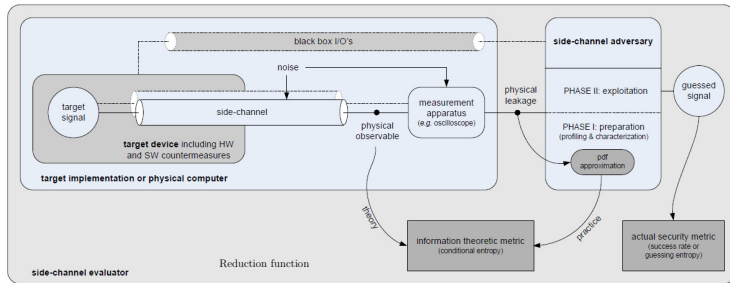 black box I/O's
side-channel adversary
noise
target
signal
side-channel
measurement
apparatus
(e.g. oscilloscope)
physical
leakage
PHASE II: exploitation
guessed
signal
physical
observable
target device including HW
and SW countermeasures
PHASE I: preparation
(profiling & characterization)
pdf
approximation
target implementation or physical computer
theory
practice
information theoretic metric
(conditional entropy)
actual security metric
(success rate or
guessing entropy)
side-channel evaluator
Reduction function